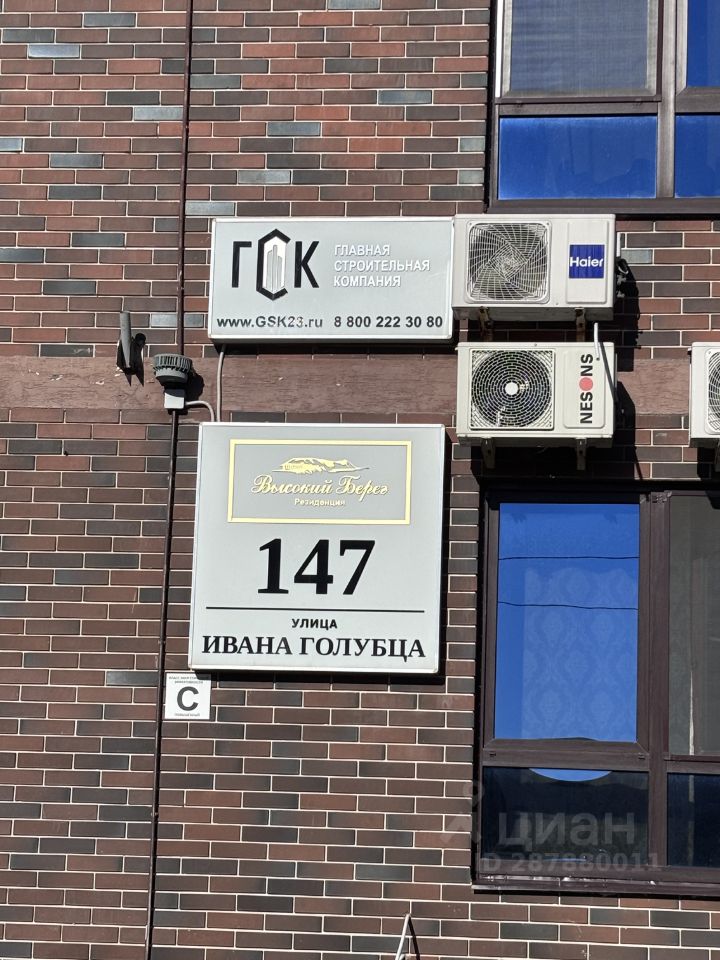 ГСК
ГЛАВНАЯ
СТРОИТЕЛЬНАЯ
КОМПАНИЯ
www.GSK23.ru 8 800 222 30 80
Haier
NESONS
Высокий Берег
Резиденция
147
УЛИЦА
ИВАНА ГОЛУБЦА
C
циан
ID 287880011